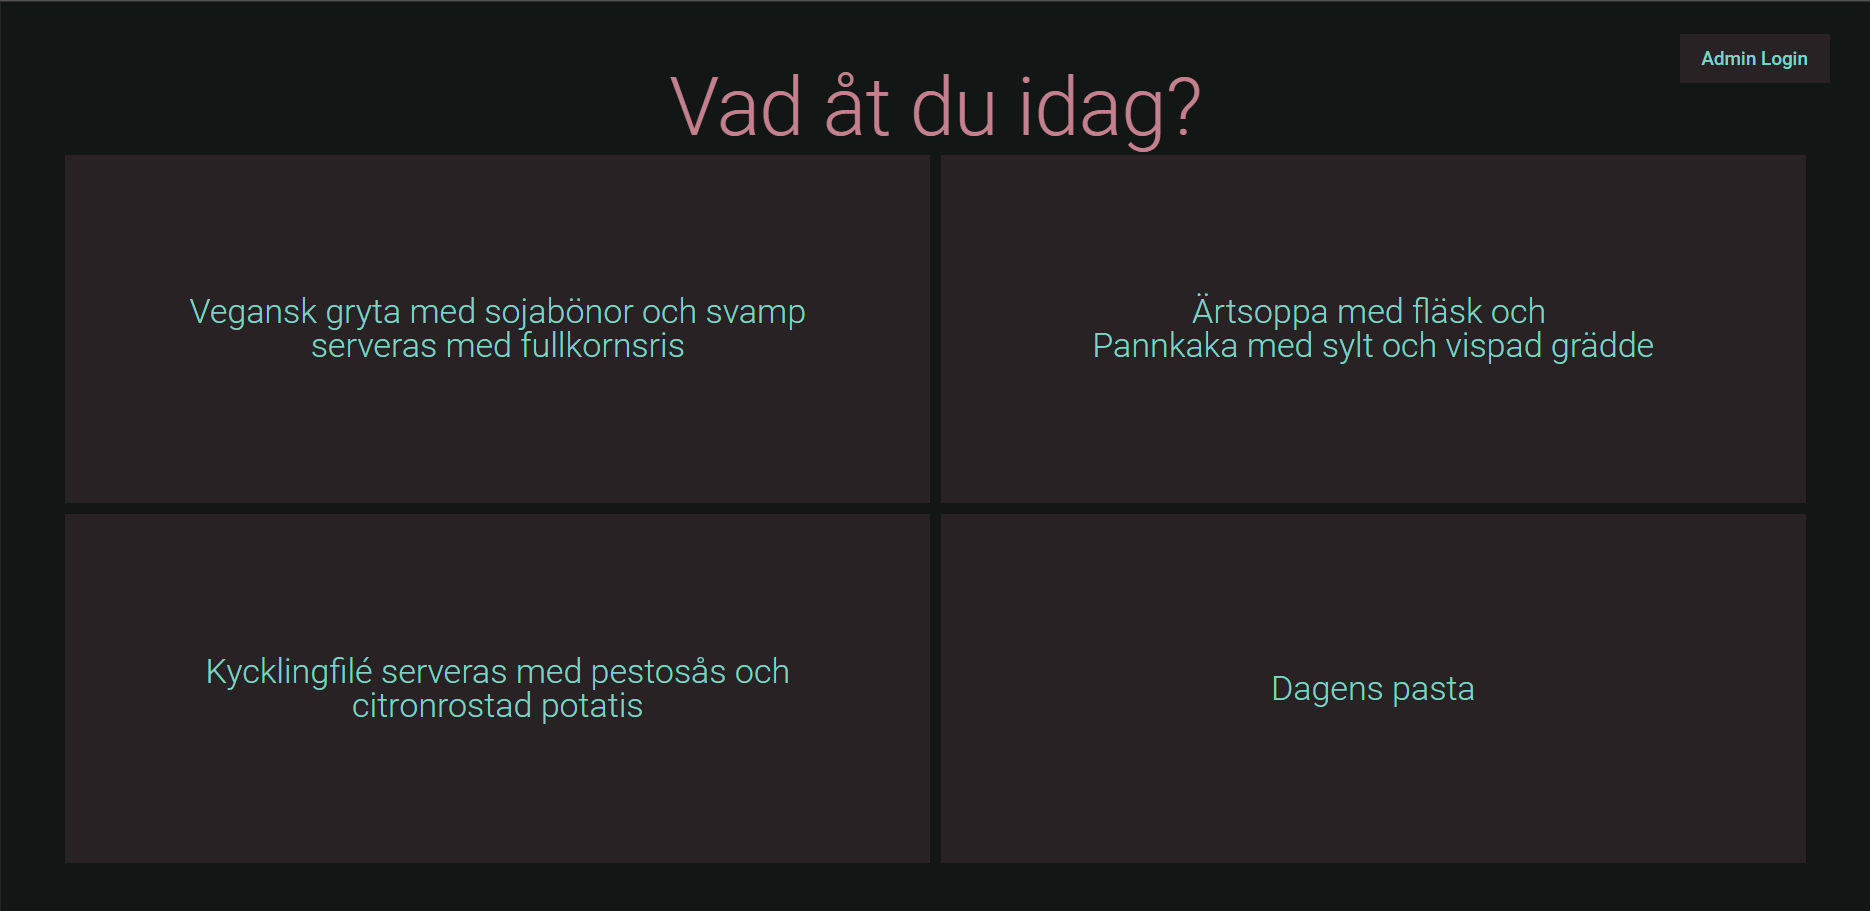 Admin Login
Vad åt du idag?
Vegansk gryta med sojabönor och svamp
serveras med fullkornsris
Ärtsoppa med fläsk och
Pannkaka med sylt och vispad grädde
Kycklingfilé serveras med pestosås och
citronrostad potatis
Dagens pasta